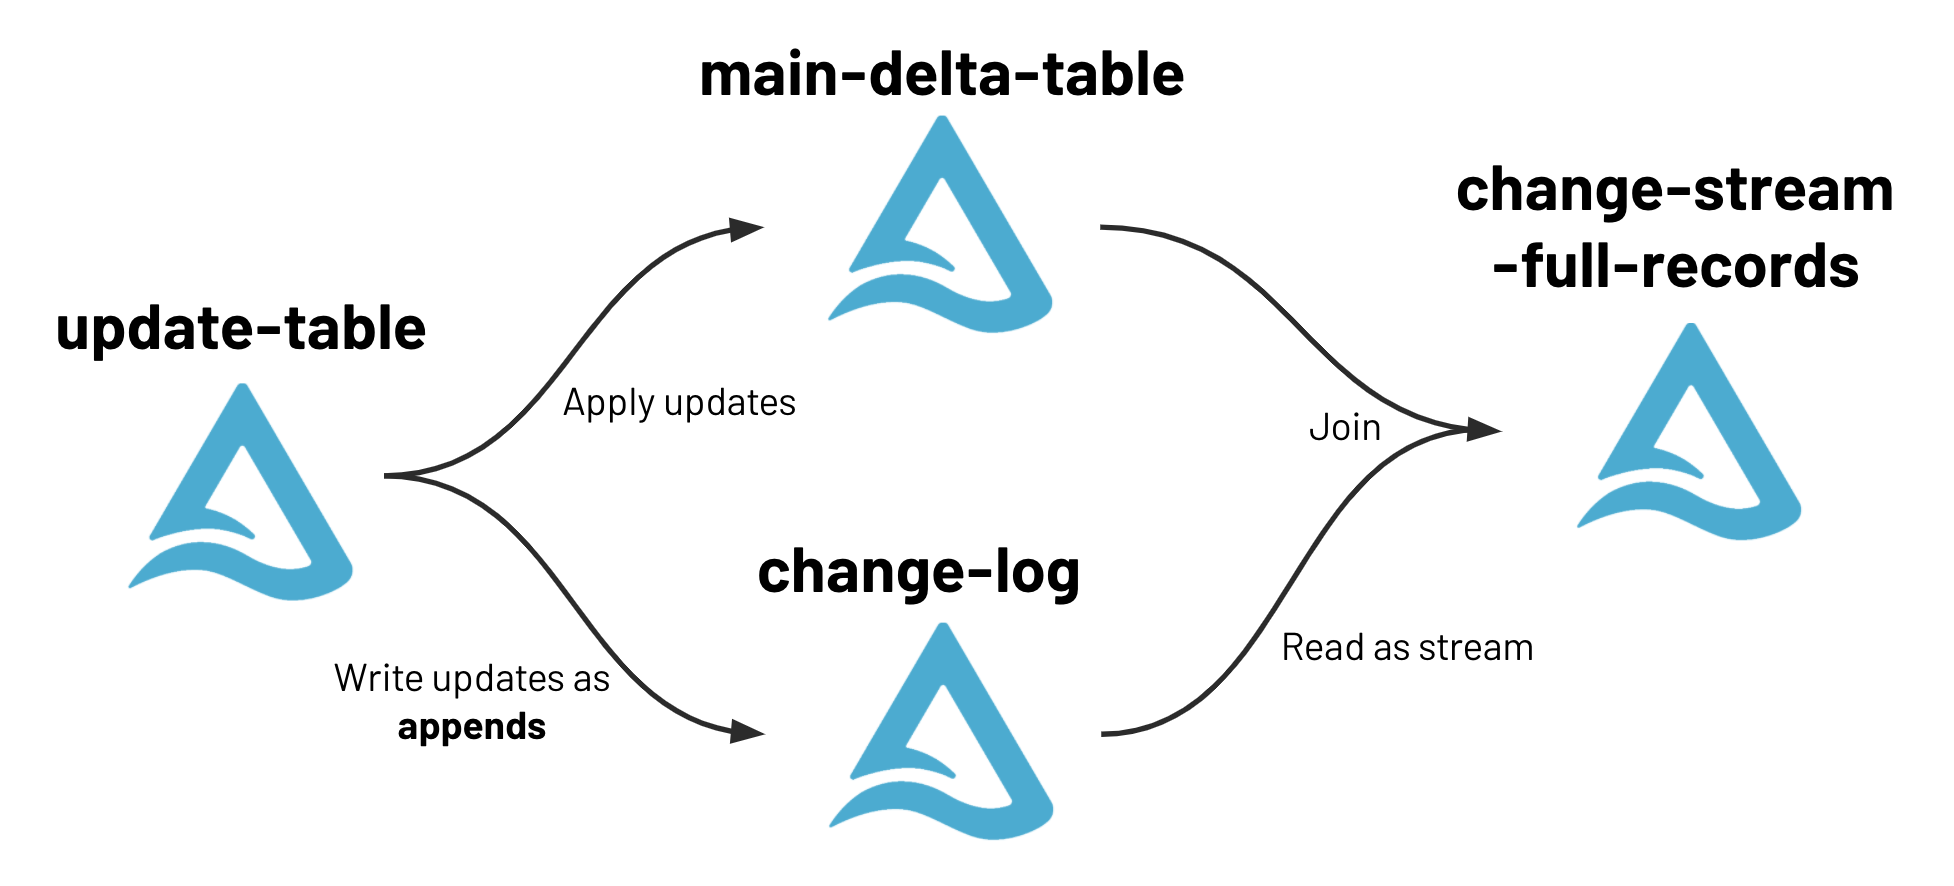 main-delta-table
change-stream
-full-records
update-table
Apply updates
Join
change-log
Read as stream
Write updates as
appends